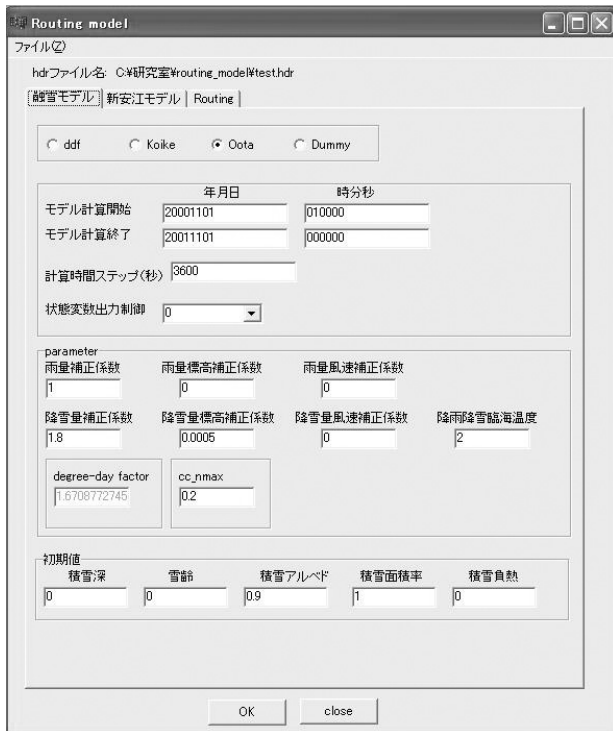 Routing model
ファイル(Z)
hdrファイル名: C:¥研究室¥routing_model¥test.hdr
融雪モデル 新安江モデル Routing
ddf Koike Oota Dummy
年月日 時分秒
モデル計算開始 20001101 010000
モデル計算終了 20011101 000000
計算時間ステップ(秒) 3600
状態変数出力制御 0
parameter
雨量補正係数 雨量標高補正係数 雨量風速補正係数
1 0 0
降雪量補正係数 降雪量標高補正係数 降雪量風速補正係数 降雨降雪臨海温度
1.8 0.0005 0 2
degree-day factor cc_nmax
1.6708772745 0.2
初期値
積雪深 雪齢 積雪アルベド 積雪面積率 積雪負熱
0 0 0.9 1 0
OK close